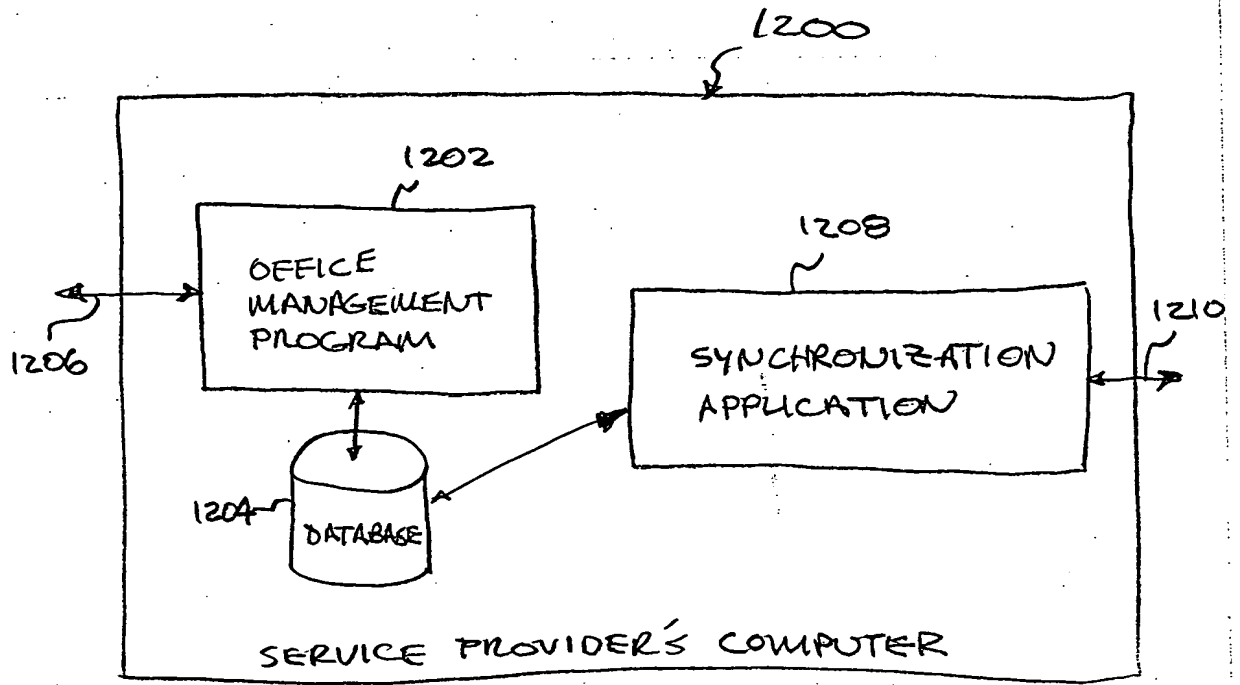 1200
1202
OFFICE
MANAGEMENT
PROGRAM
1208
SYNCHRONIZATION
APPLICATION
1210
1206
1204
DATABASE
SERVICE PROVIDER'S COMPUTER